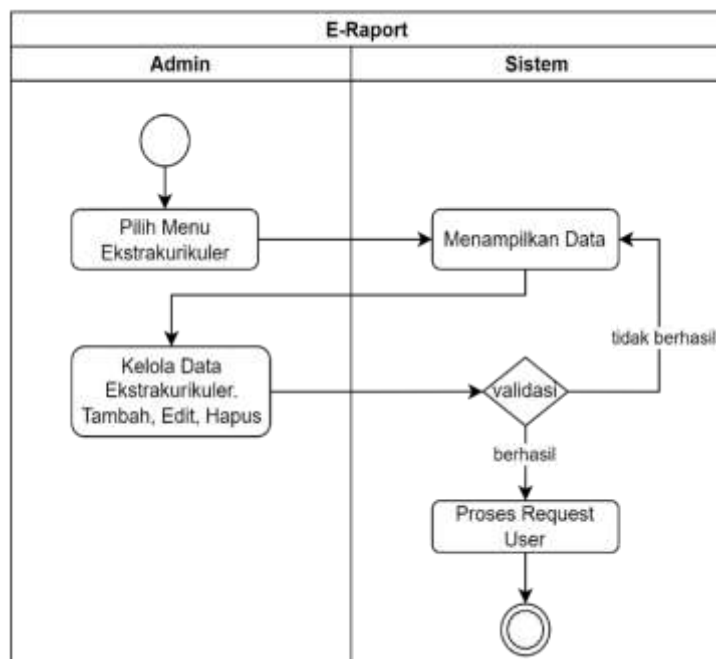 E-Raport
Admin
Sistem
Pilih Menu
Ekstrakurikuler
Menampilkan Data
tidak berhasil
Kelola Data
Ekstrakurikuler.
Tambah, Edit, Hapus
validasi
berhasil
Proses Request
User